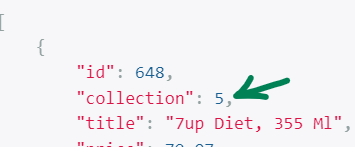 [
{
"id": 648,
"collection": 5,
"title": "7up Diet, 355 Ml",